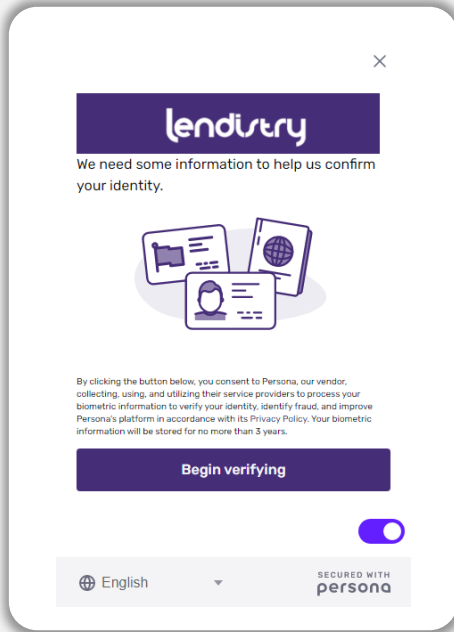 lendistry
We need some information to help us confirm
your identity.
By clicking the button below, you consent to Persona, our vendor,
collecting, using, and utilizing their service providers to process your
biometric information to verify your identity, identify fraud, and improve
Persona's platform in accordance with its Privacy Policy. Your biometric
information will be stored for no more than 3 years.
Begin verifying
English
SECURED WITH
persona